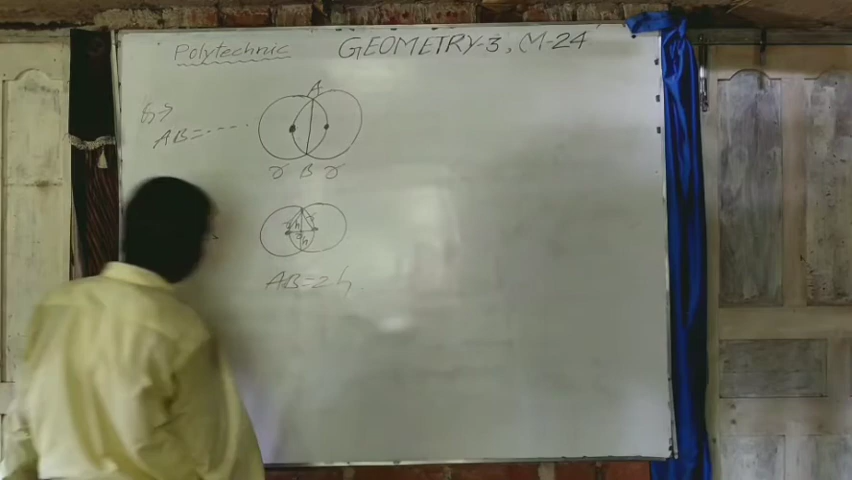 Polytechnic GEOMETRY-3, M-24
A
AB=----
r B r
h
AB=2h